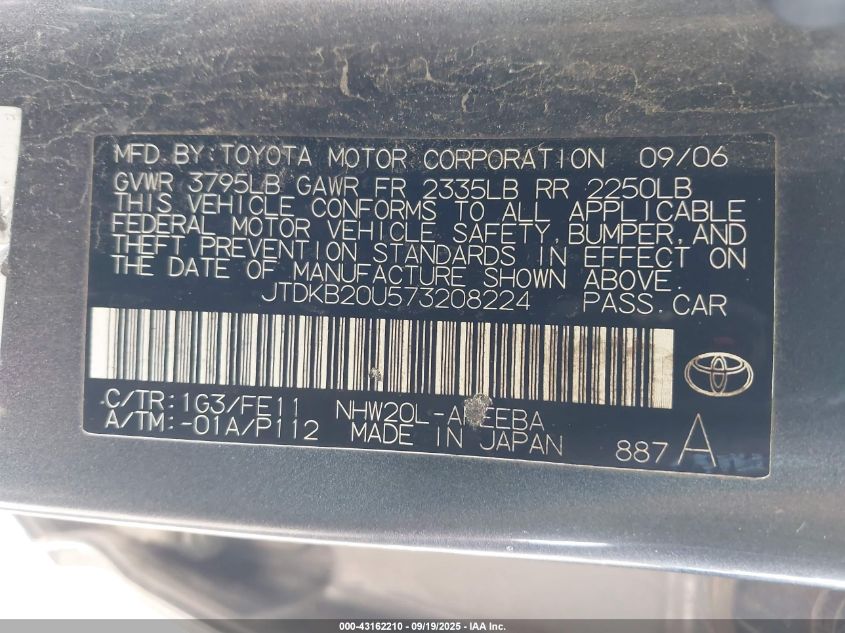 MFD.BY:TOYOTA MOTOR CORPORATION 09/06
GVWR 3795LB GAWR FR 2335LB RR 2250LB
THIS VEHICLE CONFORMS TO ALL APPLICABLE
FEDERAL MOTOR VEHICLE SAFETY,BUMPER,AND
THEFT PREVENTION STANDARDS IN EFFECT ON
THE DATE OF MANUFACTURE SHOWN ABOVE.
JTDKB20U573208224 PASS.CAR
C/TR:1G3/FE11 NHW20L-
A/TM:-01A/P112 MADE IN JAPAN
887 A
000-43162210 - 09/19/2025 - IAA Inc.